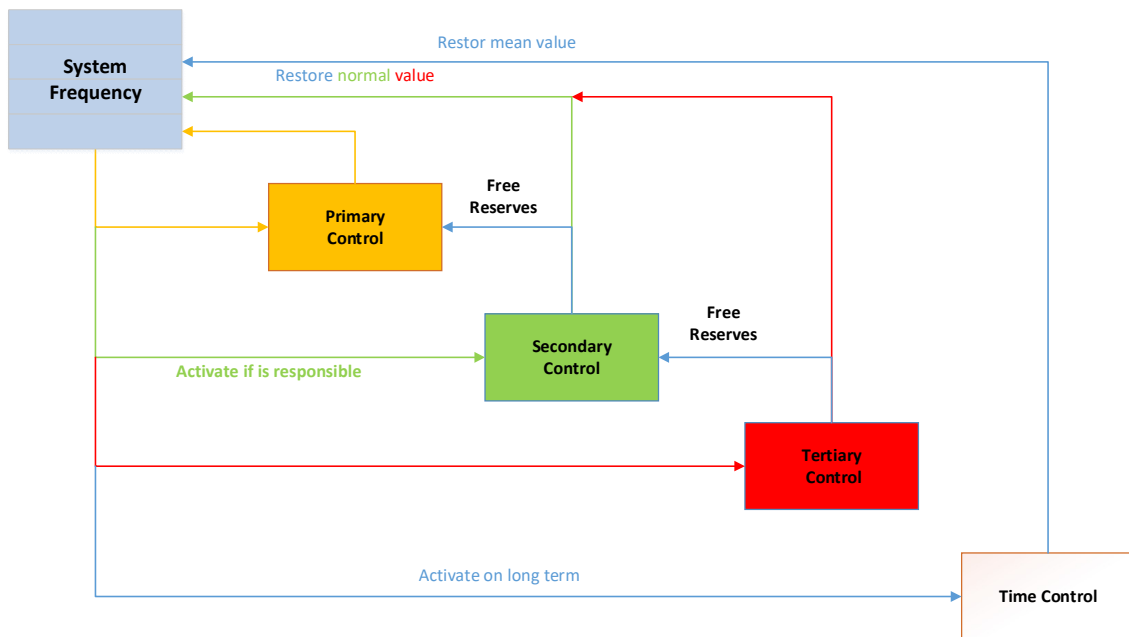 Restor mean value
System
Frequency
Restore normal value
Free
Reserves
Primary
Control
Free
Reserves
Secondary
Control
Activate if is responsible
Tertiary
Control
Activate on long term
Time Control